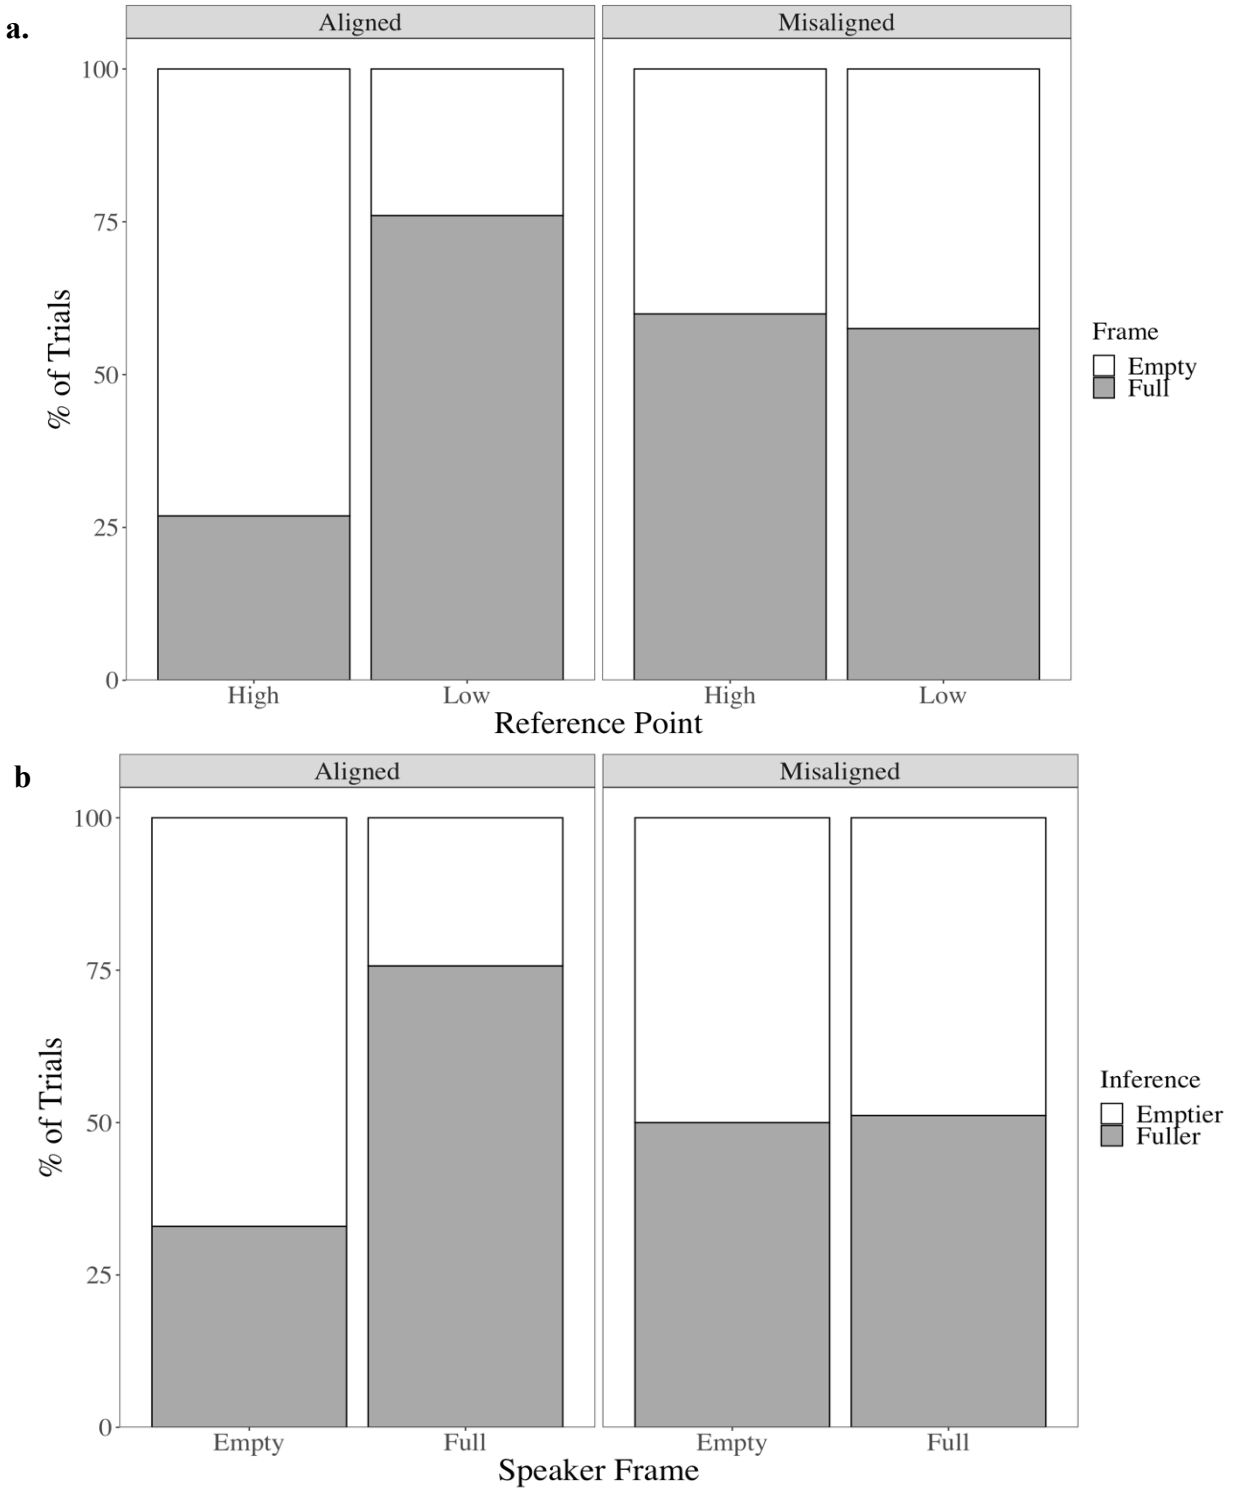 a.
Aligned
Misaligned
100
75
50
25
0
% of Trials
High
Low
High
Low
Reference Point
Frame
Empty
Full
b
Aligned
Misaligned
100
75
50
25
0
% of Trials
Empty
Full
Empty
Full
Speaker Frame
Inference
Emptier
Fuller